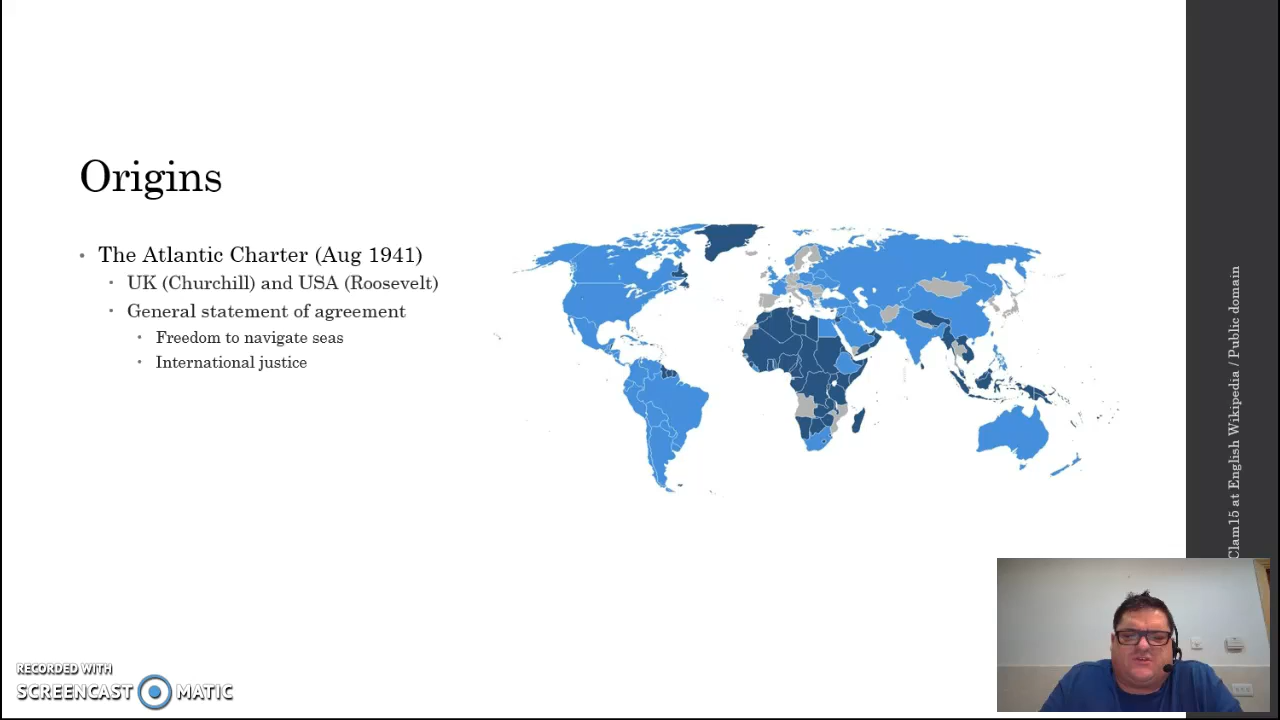 Origins
• The Atlantic Charter (Aug 1941)
• UK (Churchill) and USA (Roosevelt)
• General statement of agreement
• Freedom to navigate seas
• International justice
Clam15 at English Wikipedia / Public domain
RECORDED WITH
SCREENCAST MATIC